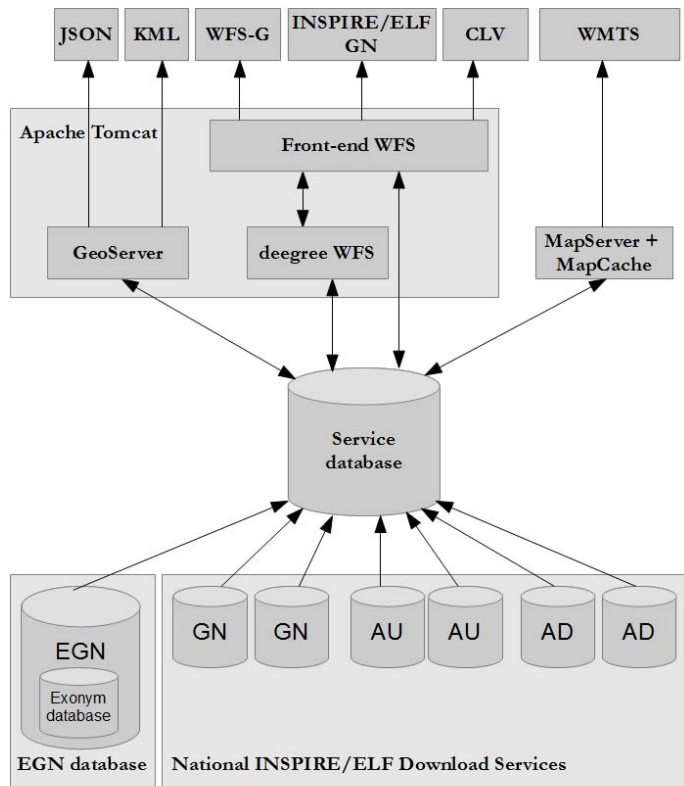 JSON
KML
WFS-G
INSPIRE/ELF
GN
CLV
WMTS
Apache Tomcat
Front-end WFS
GeoServer
deegree WFS
MapServer +
MapCache
Service
database
EGN
Exonym
database
GN
GN
AU
AU
AD
AD
EGN database
National INSPIRE/ELF Download Services